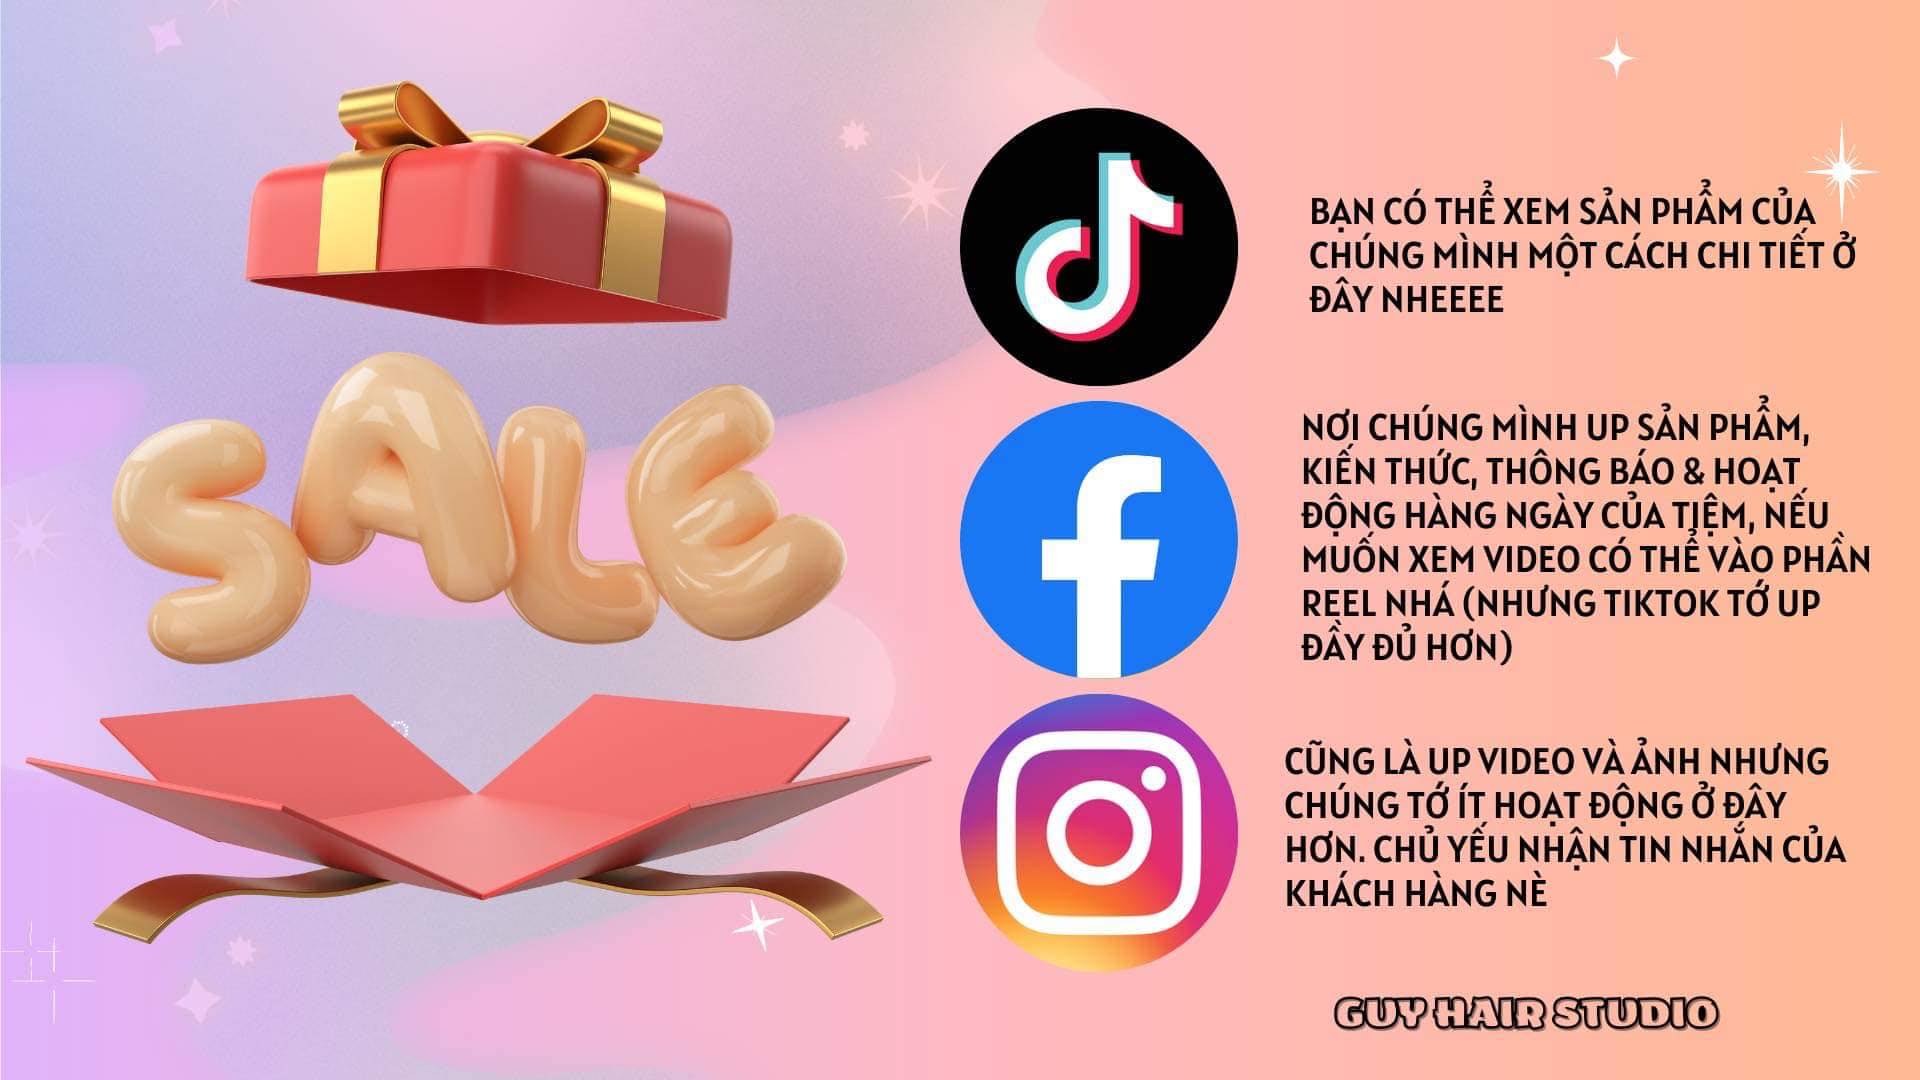 SALE
BẠN CÓ THỂ XEM SẢN PHẨM CỦA
CHÚNG MÌNH MỘT CÁCH CHI TIẾT Ở
ĐÂY NHEEEE
NƠI CHÚNG MÌNH UP SẢN PHẨM,
KIẾN THỨC, THÔNG BÁO & HOẠT
ĐỘNG HÀNG NGÀY CỦA TIỆM, NẾU
MUỐN XEM VIDEO CÓ THỂ VÀO PHẦN
REEL NHÁ (NHƯNG TIKTOK TỚ UP
ĐẦY ĐỦ HƠN)
CŨNG LÀ UP VIDEO VÀ ẢNH NHƯNG
CHÚNG TỚ ÍT HOẠT ĐỘNG Ở ĐÂY
HƠN. CHỦ YẾU NHẬN TIN NHẮN CỦA
KHÁCH HÀNG NÈ
GUY HAIR STUDIO